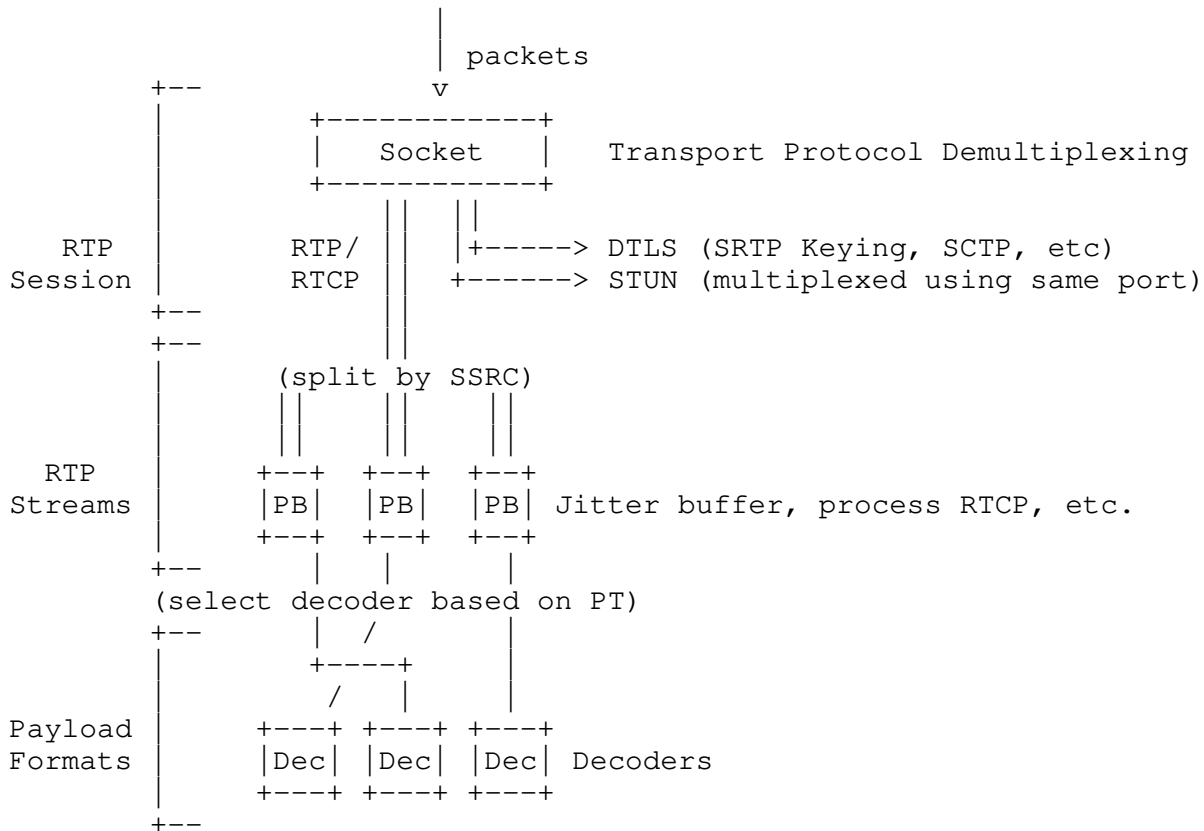 packets
v
Socket Transport Protocol Demultiplexing
RTP RTP/ DTLS (SRTP Keying, SCTP, etc)
Session RTCP STUN (multiplexed using same port)
(split by SSRC)
RTP
Streams PB PB PB Jitter buffer, process RTCP, etc.
(select decoder based on PT)
Payload
Formats Dec Dec Dec Decoders